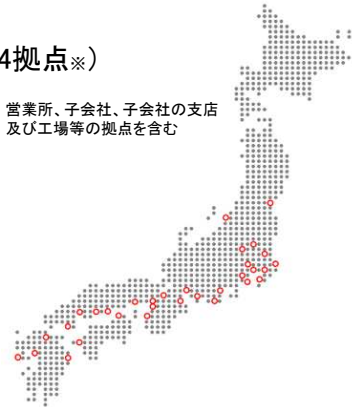 4拠点※)
営業所、子会社、子会社の支店
及び工場等の拠点を含む